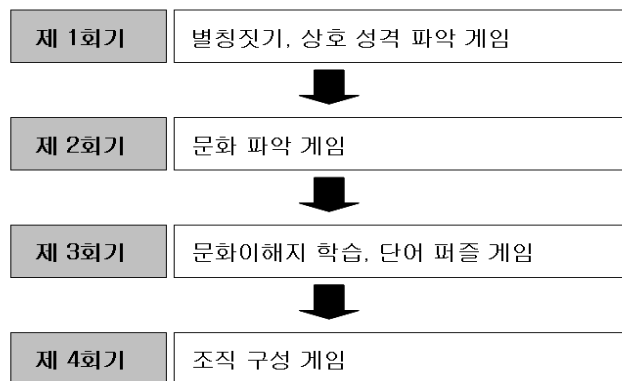 제 1회기 별칭짓기, 상호 성격 파악 게임
제 2회기 문화 파악 게임
제 3회기 문화이해지 학습, 단어 퍼즐 게임
제 4회기 조직 구성 게임